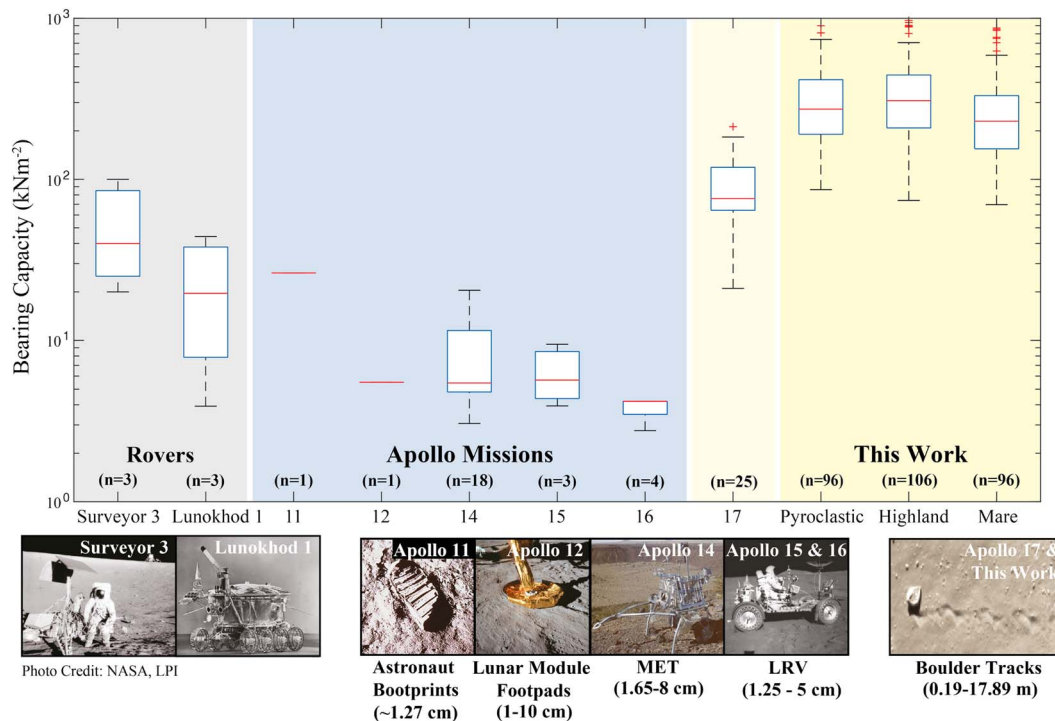 10³
10²
10¹
10⁰
Bearing Capacity (kNm⁻²)
Rovers
Apollo Missions
This Work
(n=3) (n=3) (n=1) (n=1) (n=18) (n=3) (n=4) (n=25) (n=96) (n=106) (n=96)
Surveyor 3 Lunokhod 1 11 12 14 15 16 17 Pyroclastic Highland Mare
Surveyor 3
Lunokhod 1
Photo Credit: NASA, LPI
Apollo 11
Astronaut
Bootprints
(~1.27 cm)
Apollo 12
Lunar Module
Footpads
(1-10 cm)
Apollo 14
MET
(1.65-8 cm)
Apollo 15 & 16
LRV
(1.25 - 5 cm)
Apollo 17 &
This Work
Boulder Tracks
(0.19-17.89 m)